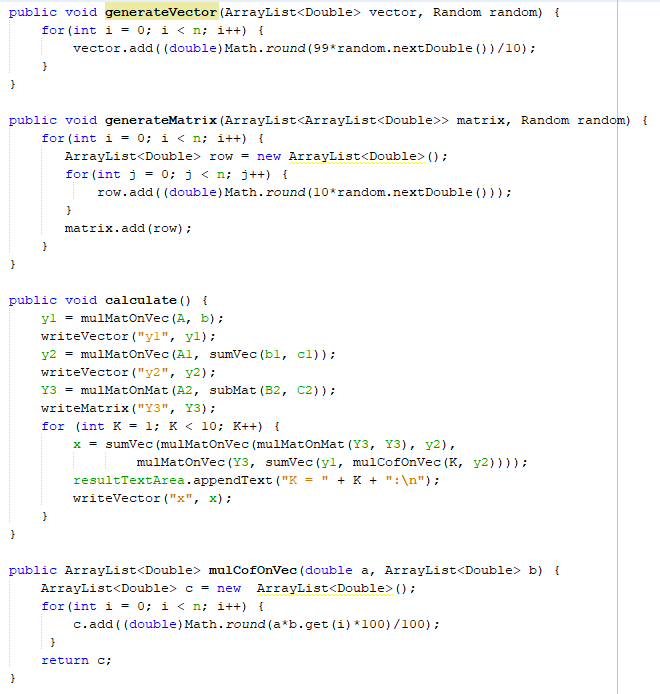 public void generateVector(ArrayList<Double> vector, Random random) {
    for(int i = 0; i < n; i++) {
        vector.add((double)Math.round(99*random.nextDouble())/10);
    }
}

public void generateMatrix(ArrayList<ArrayList<Double>> matrix, Random random) {
    for(int i = 0; i < n; i++) {
       ArrayList<Double> row = new ArrayList<Double>();
       for(int j = 0; j < n; j++) {
           row.add((double)Math.round(10*random.nextDouble()));
       }
       matrix.add(row);
    }
}

public void calculate() {
    y1 = mulMatOnVec(A, b);
    writeVector("y1", y1);
    y2 = mulMatOnVec(A1, sumVec(b1, c1));
    writeVector("y2", y2);
    Y3 = mulMatOnMat(A2, subMat(B2, C2));
    writeMatrix("Y3", Y3);
    for (int K = 1; K < 10; K++) {
        x = sumVec(mulMatOnVec(mulMatOnMat(Y3, Y3), y2),
                mulMatOnVec(Y3, sumVec(y1, mulCofOnVec(K, y2))));
        resultTextArea.appendText("K = " + K + ":\n");
        writeVector("x", x);
    }
}

public ArrayList<Double> mulCofOnVec(double a, ArrayList<Double> b) {
    ArrayList<Double> c = new  ArrayList<Double>();
    for(int i = 0; i < n; i++) {
        c.add((double)Math.round(a*b.get(i)*100)/100);
     }
    return c;
}